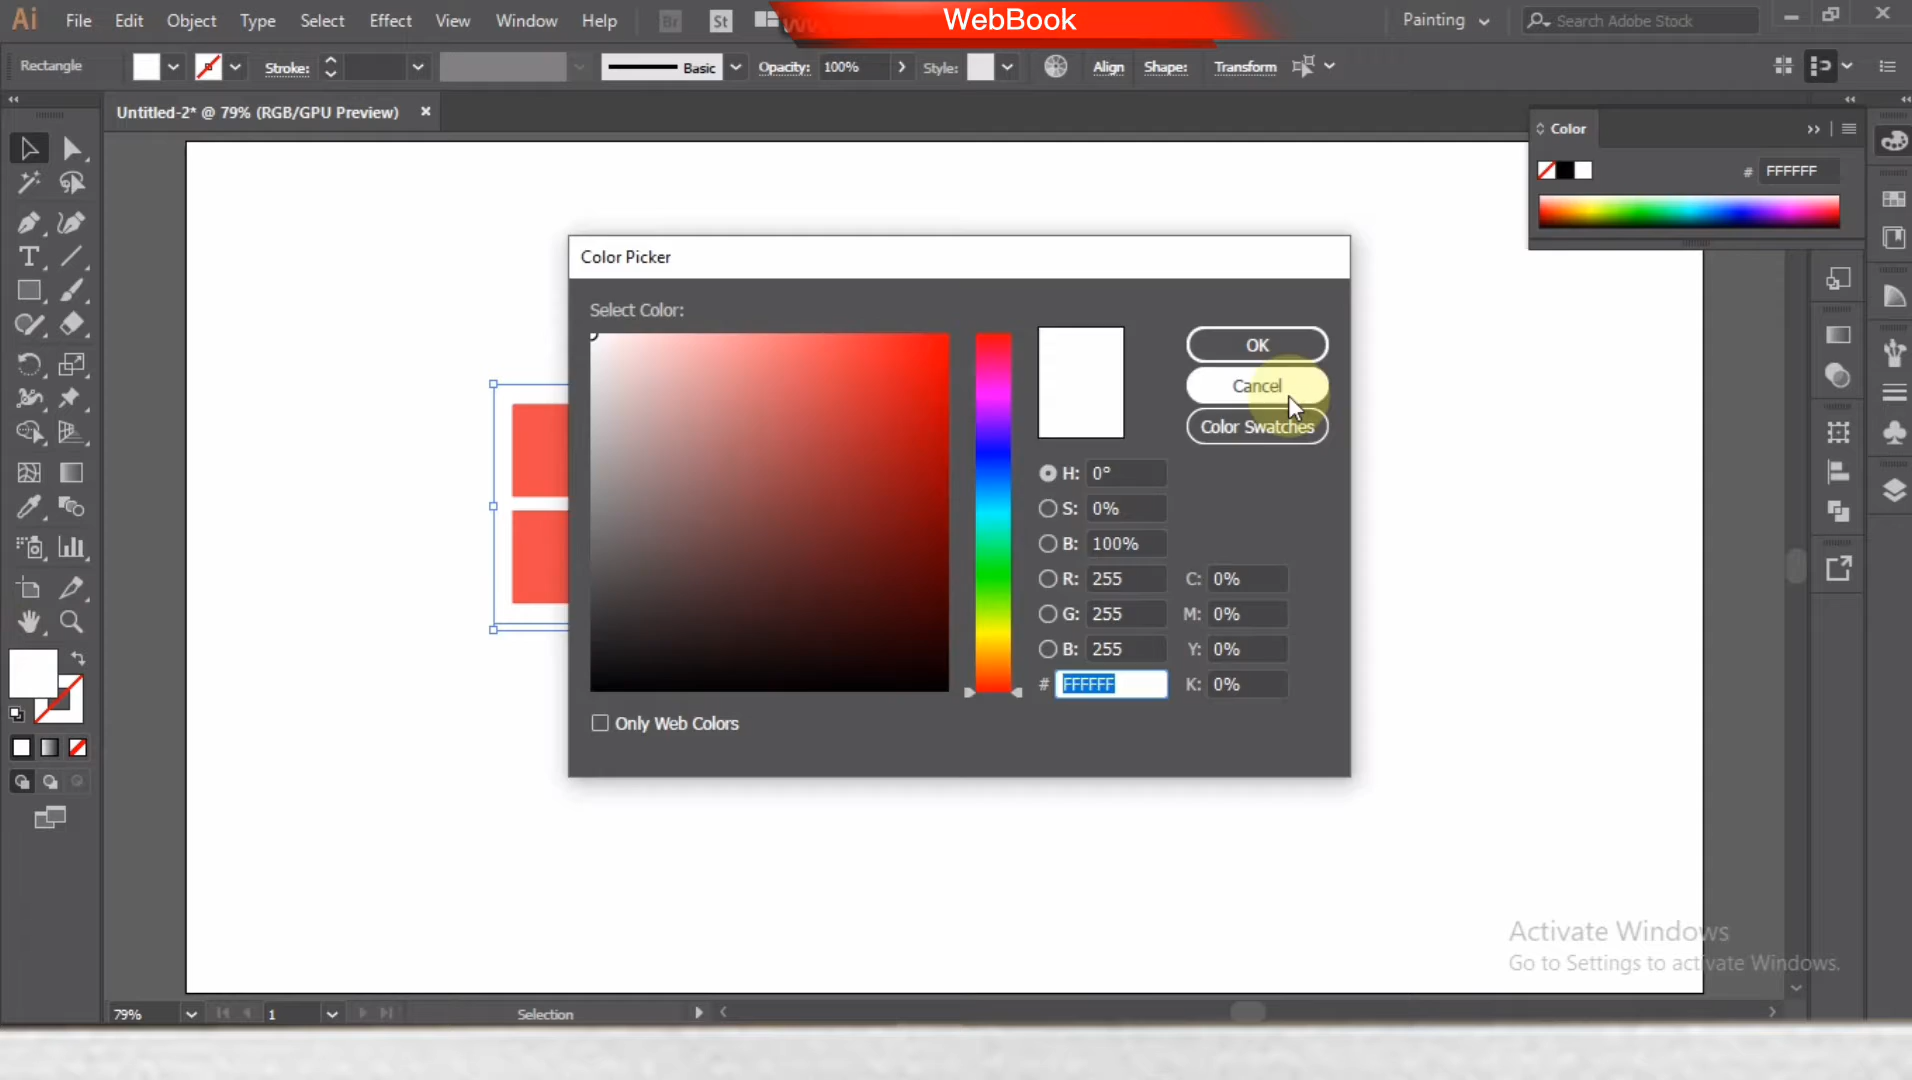 Ai File Edit Object Type Select Effect View Window Help Br St WebBook Painting Search Adobe Stock
Rectangle Stroke: Basic Opacity: 100% Style: Align Shape: Transform
Untitled-2* @ 79% (RGB/GPU Preview)
Color
# FFFFFF
Color Picker
Select Color:
OK
Cancel
Color Swatches
H: 0°
S: 0%
B: 100%
R: 255 C: 0%
G: 255 M: 0%
B: 255 Y: 0%
# FFFFFF K: 0%
Only Web Colors
Activate Windows
Go to Settings to activate Windows.
79% 1 Selection